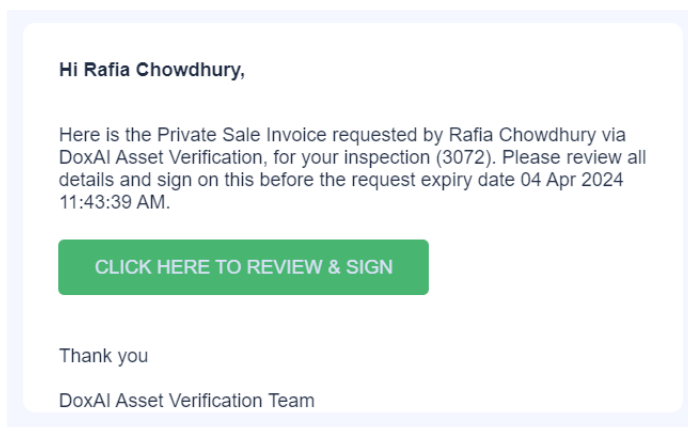 Hi Rafia Chowdhury,
Here is the Private Sale Invoice requested by Rafia Chowdhury via
DoxAI Asset Verification, for your inspection (3072). Please review all
details and sign on this before the request expiry date 04 Apr 2024
11:43:39 AM.
CLICK HERE TO REVIEW & SIGN
Thank you
DoxAI Asset Verification Team